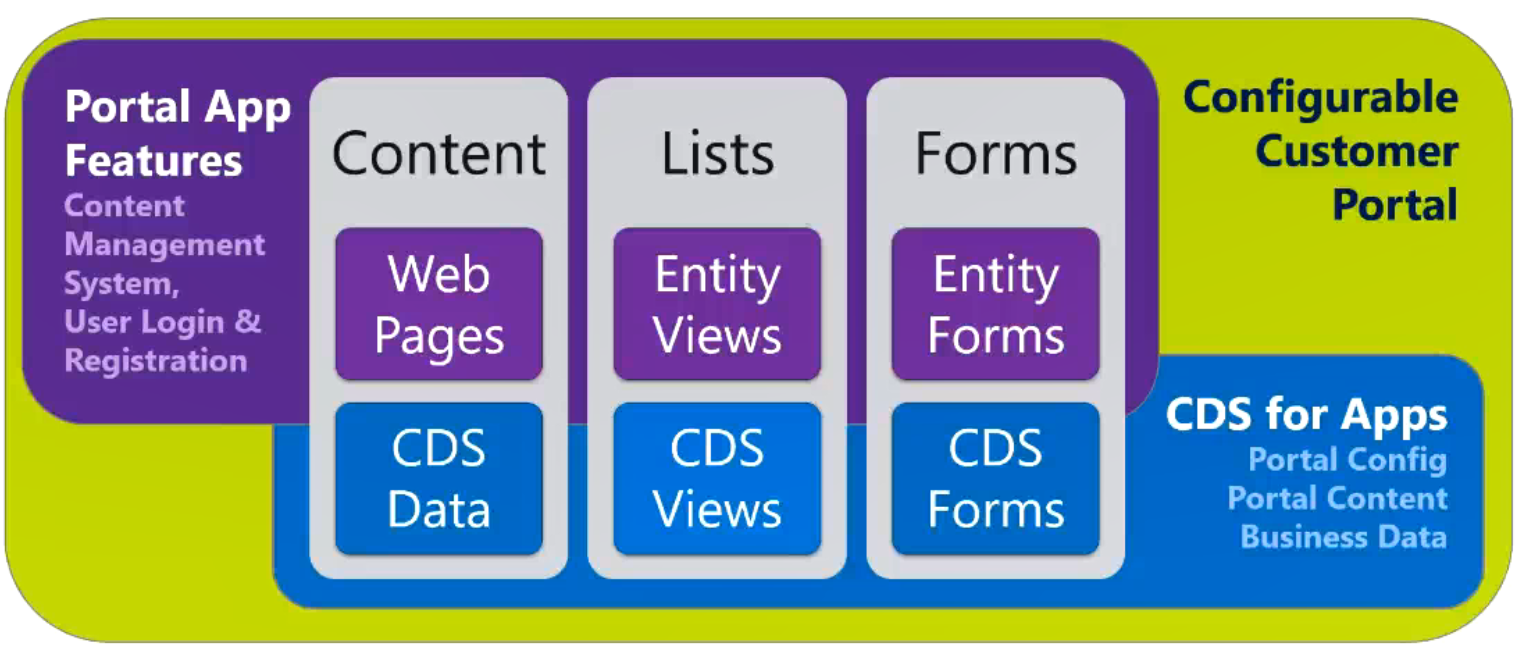 Portal App
Features
Content
Management
System,
User Login &
Registration
Content
Web
Pages
CDS
Data
Lists
Entity
Views
CDS
Views
Forms
Entity
Forms
CDS
Forms
Configurable
Customer
Portal
CDS for Apps
Portal Config
Portal Content
Business Data